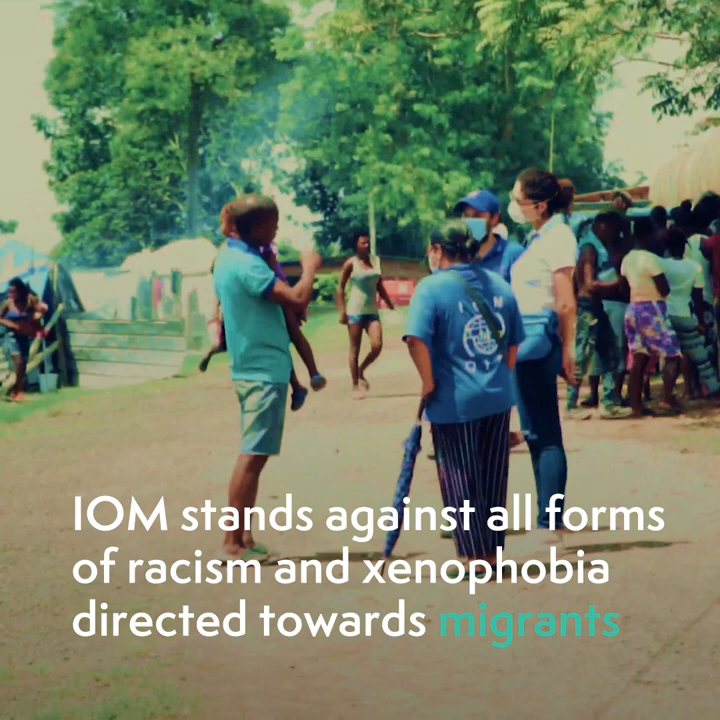 IOM stands against all forms
of racism and xenophobia
directed towards migrants